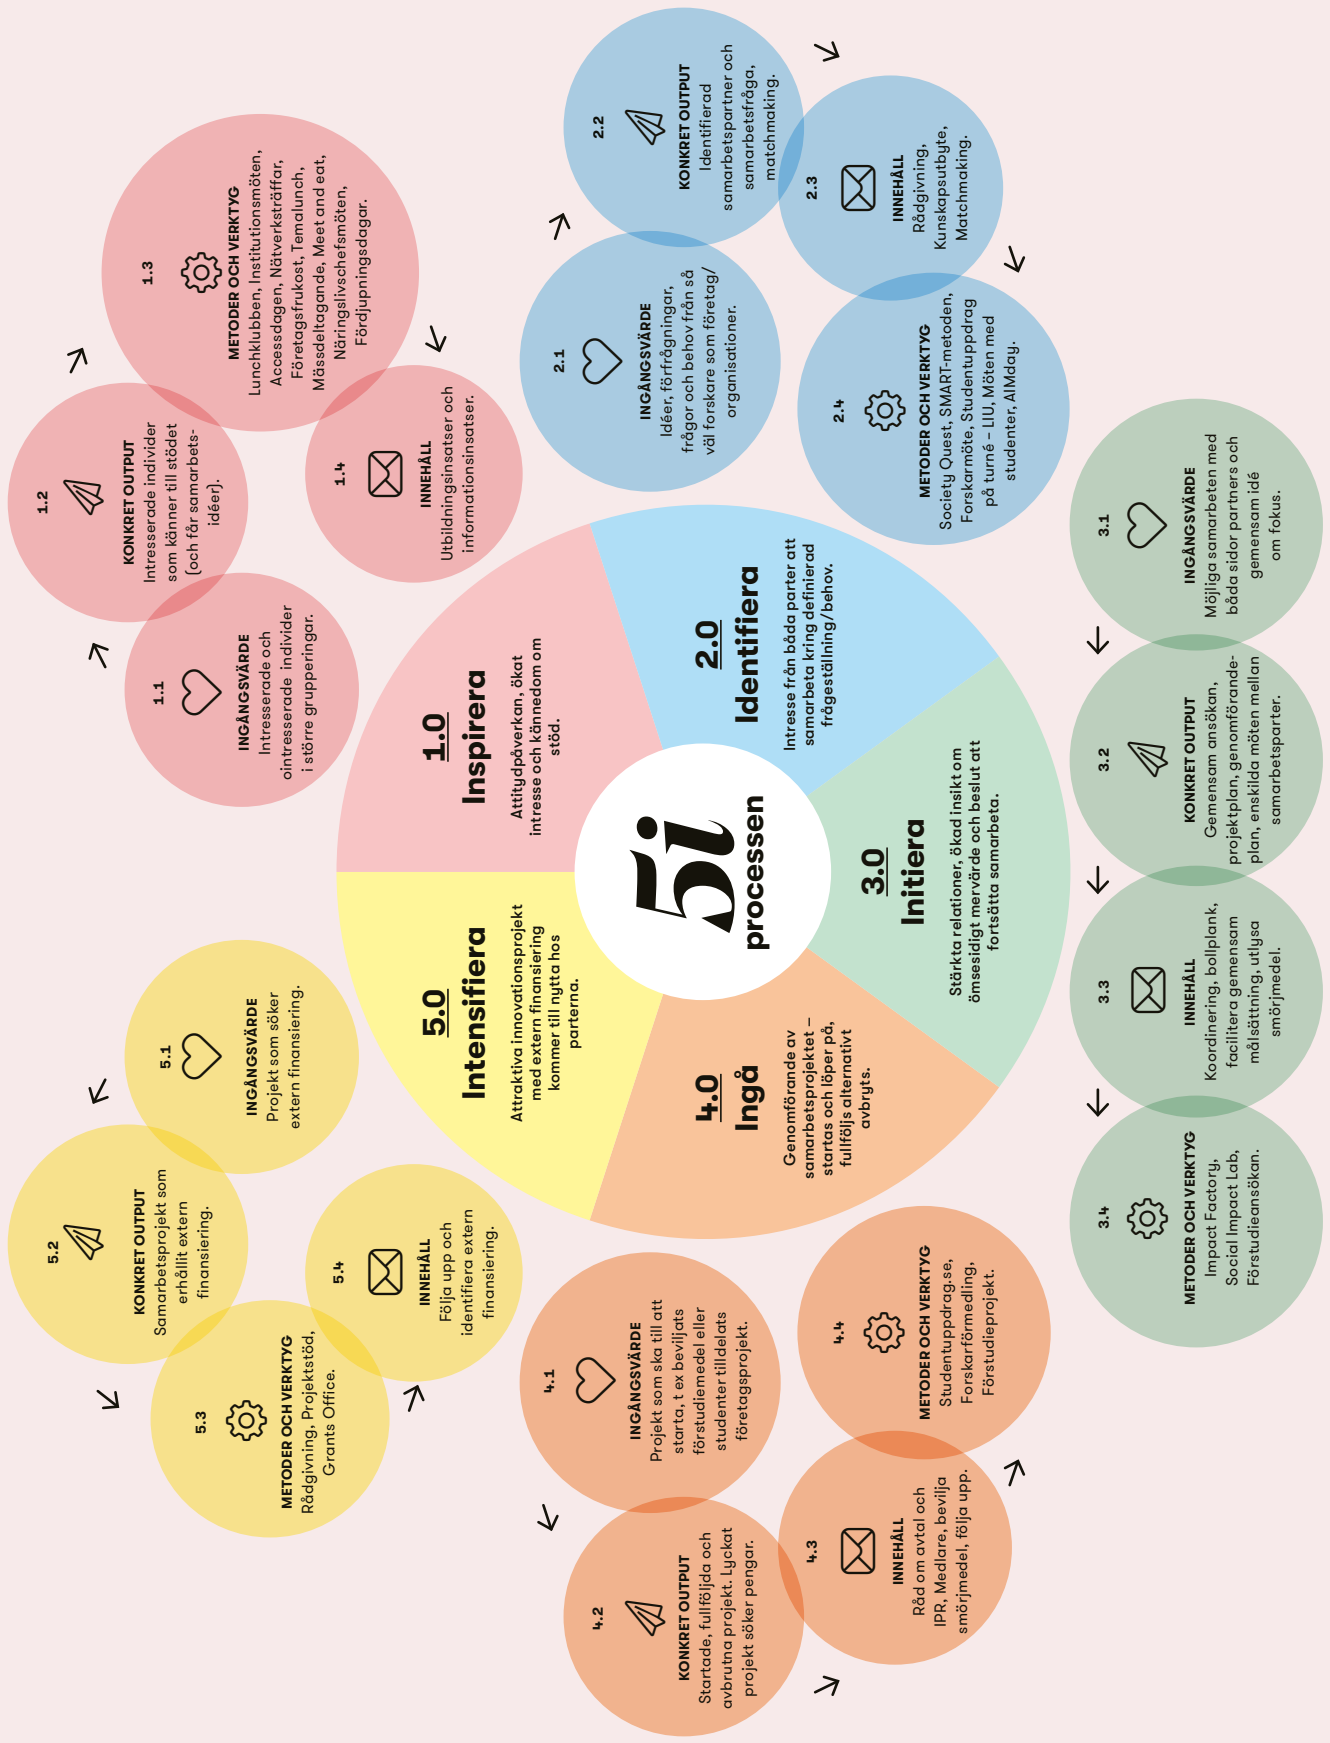 5i
processen
1.0
Inspirera
Attitydpåverkan, ökat
intresse och kännedom om
stöd.
1.1
INGÅNGSVÄRDE
Intresserade och
ointresserade individer
i större grupperingar.
1.2
KONKRET OUTPUT
Intresserade individer
som känner till stödet
(och får samarbets-
idéer).
1.3
METODER OCH VERKTYG
Lunchklubben, Institutionsmöten,
Accessdagen, Nätverksträffar,
Företagsfrukost, Temalunch,
Mässdeltagande, Meet and eat,
Näringslivschefsmöten,
Fördjupningsdagar.
1.4
INNEHÅLL
Utbildningsinsatser och
informationsinsatser.
2.0
Identifiera
Intresse från båda parter att
samarbeta kring definierad
frågeställning/behov.
2.1
INGÅNGSVÄRDE
Idéer, förfrågningar,
frågor och behov från så
väl forskare som företag/
organisationer.
2.2
KONKRET OUTPUT
Identifierad
samarbetspartner och
samarbetsfråga,
matchmaking.
2.3
INNEHÅLL
Rådgivning,
Kunskapsutbyte,
Matchmaking.
2.4
METODER OCH VERKTYG
Society Quest, SMART-metoden,
Forskarmöte, Studentuppdrag
på turné – LIU, Möten med
studenter, AIMday.
3.0
Initiera
Stärkta relationer, ökad insikt om
ömsesidigt mervärde och beslut att
fortsätta samarbeta.
3.1
INGÅNGSVÄRDE
Möjliga samarbeten med
båda sidor partners och
gemensam idé
om fokus.
3.2
KONKRET OUTPUT
Gemensam ansökan,
projektplan, genomförande-
plan, enskilda möten mellan
samarbetsparter.
3.3
INNEHÅLL
Koordinering, bollplank,
facilitera gemensam
målsättning, utlysa
smörjmedel.
3.4
METODER OCH VERKTYG
Impact Factory,
Social Impact Lab,
Förstudieansökan.
4.0
Ingå
Genomförande av
samarbetsprojektet –
startas och löper på,
fullföljs alternativt
avbryts.
4.1
INGÅNGSVÄRDE
Projekt som ska till att
starta, t ex beviljats
förstudiemedel eller
studenter tilldelats
företagsprojekt.
4.2
KONKRET OUTPUT
Startade, fullföljda och
avbrutna projekt. Lyckat
projekt söker pengar.
4.3
INNEHÅLL
Råd om avtal och
IPR, Medlare, bevilja
smörjmedel, följa upp.
4.4
METODER OCH VERKTYG
Studentuppdrag.se,
Forskarförmedling,
Förstudieprojekt.
5.0
Intensifiera
Attraktiva innovationsprojekt
med extern finansiering
kommer till nytta hos
parterna.
5.1
INGÅNGSVÄRDE
Projekt som söker
extern finansiering.
5.2
KONKRET OUTPUT
Samarbetsprojekt som
erhållit extern
finansiering.
5.3
METODER OCH VERKTYG
Rådgivning, Projektstöd,
Grants Office.
5.4
INNEHÅLL
Följa upp och
identifiera extern
finansiering.